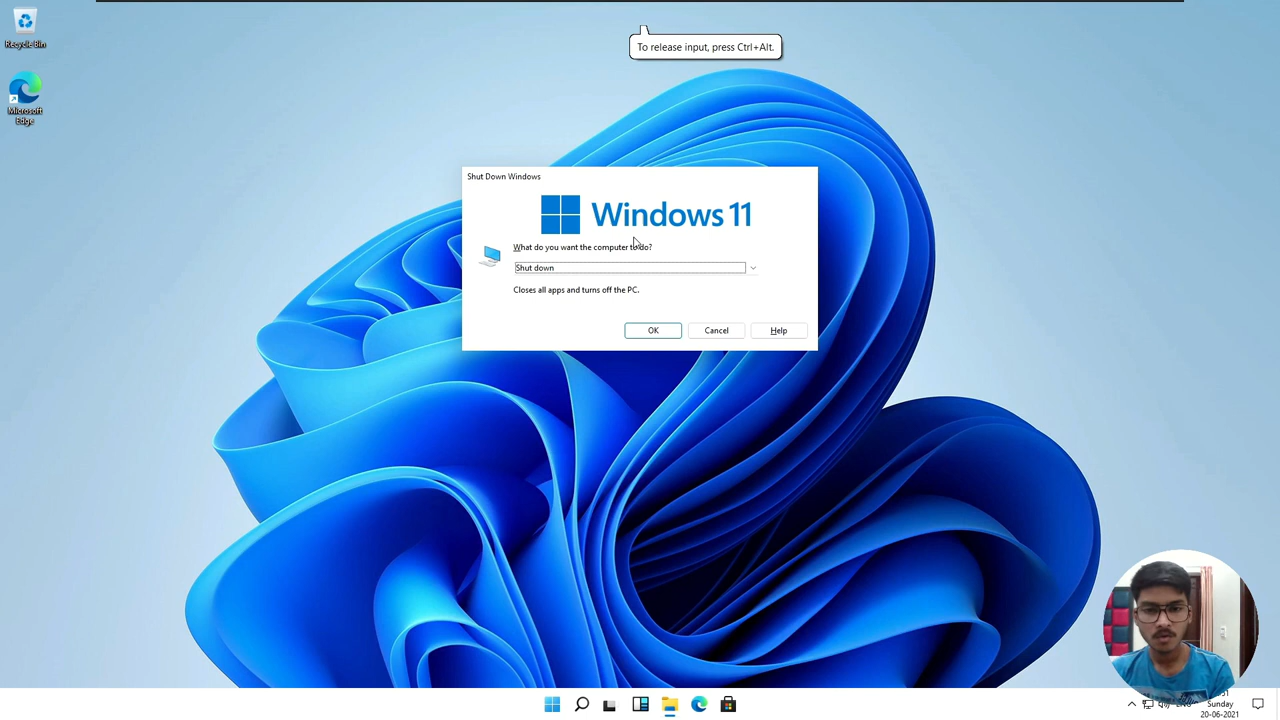 Recycle Bin
Microsoft
Edge
To release input, press Ctrl+Alt.
Shut Down Windows
Windows 11
What do you want the computer to do?
Shut down
Closes all apps and turns off the PC.
OK
Cancel
Help
Sunday
20-06-2021